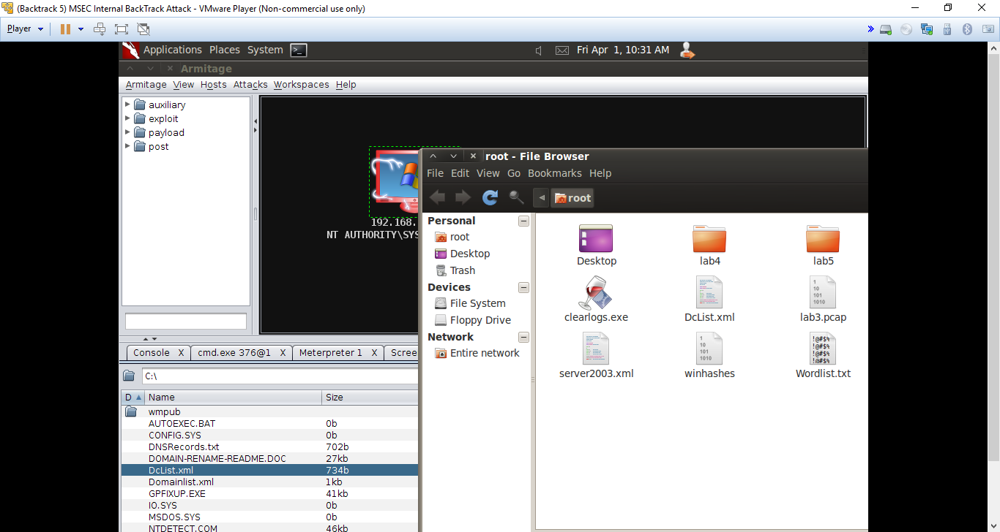 (Backtrack 5) MSEC Internal BackTrack Attack - VMware Player (Non-commercial use only)
Player
Applications Places System Fri Apr 1, 10:31 AM
Armitage
Armitage View Hosts Attacks Workspaces Help
auxiliary
exploit
payload
post
192.168.
NT AUTHORITY\SYS
Console X cmd.exe 376@1 X Meterpreter 1 X Scree
C:\
D Name Size
wmpub
AUTOEXEC.BAT 0b
CONFIG.SYS 0b
DNSRecords.txt 702b
DOMAIN-RENAME-README.DOC 27kb
DcList.xml 734b
Domainlist.xml 1kb
GPFIXUP.EXE 41kb
IO.SYS 0b
MSDOS.SYS 0b
NTDETECT.COM 46kb
root - File Browser
File Edit View Go Bookmarks Help
root
Personal
root
Desktop
Trash
Devices
File System
Floppy Drive
Network
Entire network
Desktop lab4 lab5
clearlogs.exe DcList.xml lab3.pcap
server2003.xml winhashes Wordlist.txt